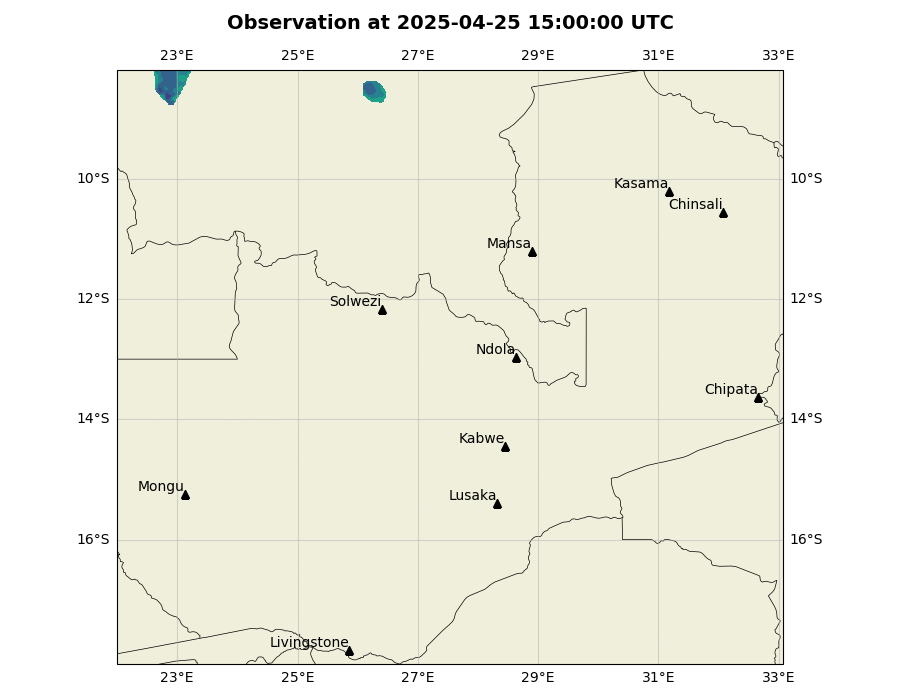 Observation at 2025-04-25 15:00:00 UTC
23°E 25°E 27°E 29°E 31°E 33°E
10°S 10°S
Kasama
Chinsali
Mansa
12°S 12°S
Solwezi
Ndola
Chipata
14°S 14°S
Kabwe
Mongu
Lusaka
16°S 16°S
Livingstone
23°E 25°E 27°E 29°E 31°E 33°E